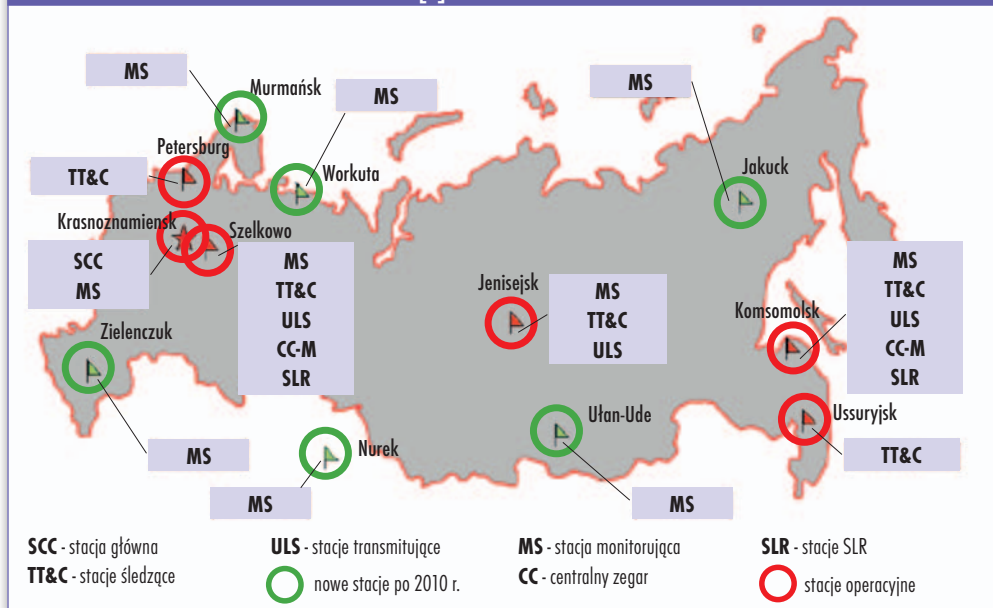 MS
Murmańsk
MS
MS
Petersburg
TT&C
Workuta
Jakuck
Krasnoznamiensk
Szelkowo
SCC
MS
MS
TT&C
ULS
CC-M
SLR
Jenisejsk
MS
TT&C
ULS
Komsomolsk
MS
TT&C
ULS
CC-M
SLR
Zielenczuk
MS
Nurek
MS
Ułan-Ude
MS
Ussuryjsk
TT&C
SCC - stacja główna
ULS - stacje transmitujące
MS - stacja monitorująca
SLR - stacje SLR
TT&C - stacje śledzące
nowe stacje po 2010 r.
CC - centralny zegar
stacje operacyjne